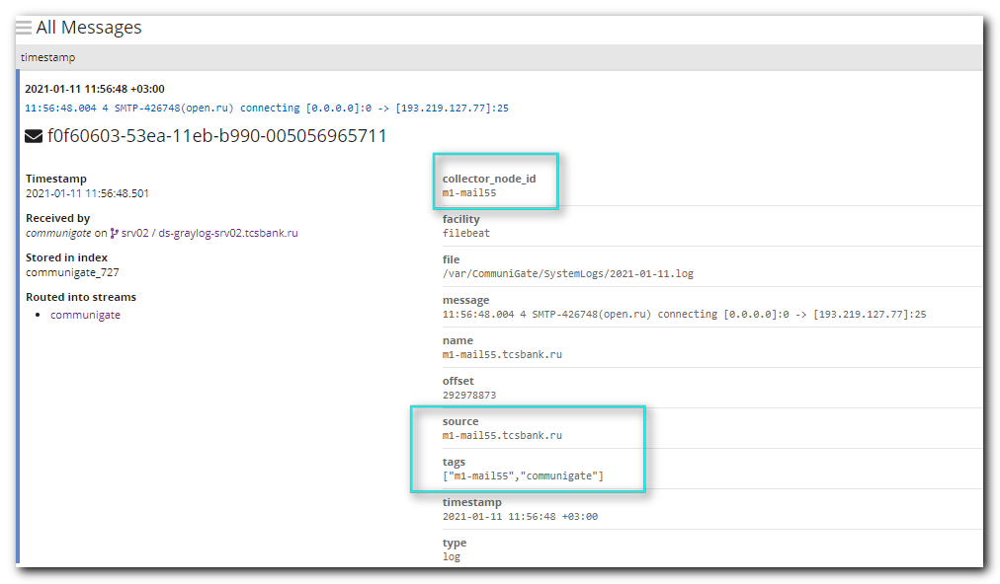 All Messages
timestamp
2021-01-11 11:56:48 +03:00
11:56:48.004 4 SMTP-426748(open.ru) connecting [0.0.0.0]:0 -> [193.219.127.77]:25
f0f60603-53ea-11eb-b990-005056965711
Timestamp
2021-01-11 11:56:48.501
Received by
communigate on srv02 / ds-graylog-srv02.tcsbank.ru
Stored in index
communigate_727
Routed into streams
• communigate
collector_node_id
m1-mail55
facility
filebeat
file
/var/CommuniGate/SystemLogs/2021-01-11.log
message
11:56:48.004 4 SMTP-426748(open.ru) connecting [0.0.0.0]:0 -> [193.219.127.77]:25
name
m1-mail55.tcsbank.ru
offset
292978873
source
m1-mail55.tcsbank.ru
tags
["m1-mail55","communigate"]
timestamp
2021-01-11 11:56:48 +03:00
type
log